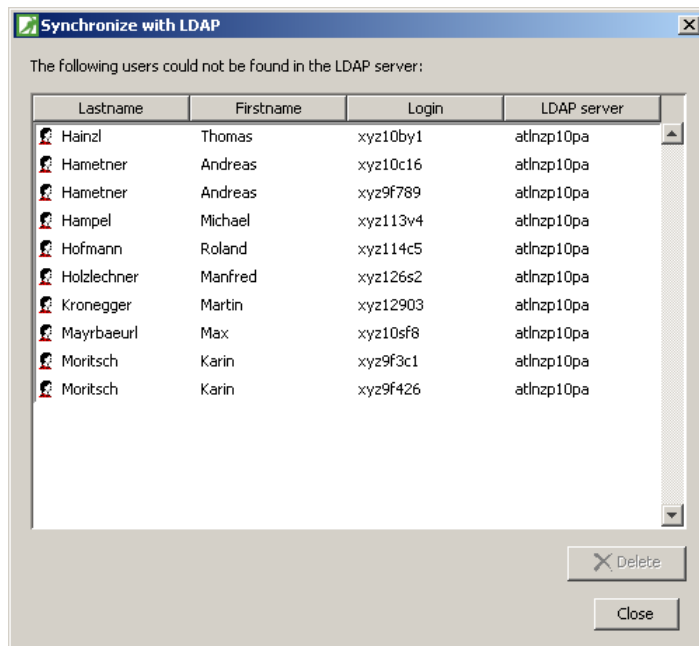 Synchronize with LDAP
The following users could not be found in the LDAP server:
Lastname Firstname Login LDAP server
Hainzl Thomas xyz10by1 atlnzp10pa
Hametner Andreas xyz10c16 atlnzp10pa
Hametner Andreas xyz9f789 atlnzp10pa
Hampel Michael xyz113v4 atlnzp10pa
Hofmann Roland xyz114c5 atlnzp10pa
Holzlechner Manfred xyz126s2 atlnzp10pa
Kronegger Martin xyz12903 atlnzp10pa
Mayrbaeurl Max xyz10sf8 atlnzp10pa
Moritsch Karin xyz9f3c1 atlnzp10pa
Moritsch Karin xyz9f426 atlnzp10pa
Delete
Close